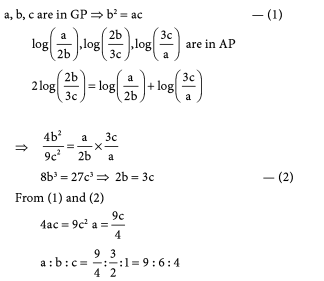 a, b, c are in GP ⇒ b² = ac — (1)
log(a/2b), log(2b/3c), log(3c/a) are in AP
2log(2b/3c) = log(a/2b) + log(3c/a)
⇒ 4b²/9c² = a/2b × 3c/a
8b³ = 27c³ ⇒ 2b = 3c — (2)
From (1) and (2)
4ac = 9c² a = 9c/4
a : b : c = 9/4 : 3/2 : 1 = 9 : 6 : 4